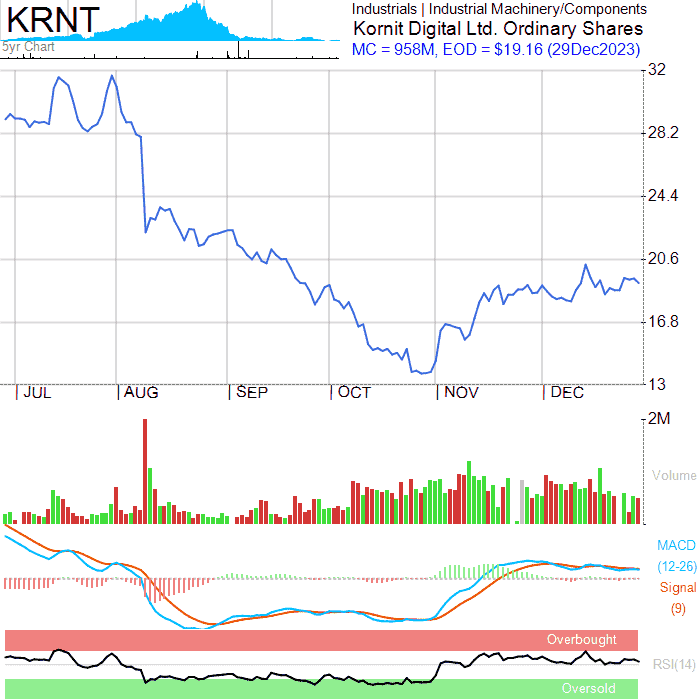 KRNT
5yr Chart
Industrials | Industrial Machinery/Components
Kornit Digital Ltd. Ordinary Shares
MC = 958M, EOD = $19.16 (29Dec2023)
32
28.2
24.4
20.6
16.8
13
|JUL |AUG |SEP |OCT |NOV |DEC
2M
Volume
MACD
(12-26)
Signal
(9)
Overbought
RSI(14)
Oversold